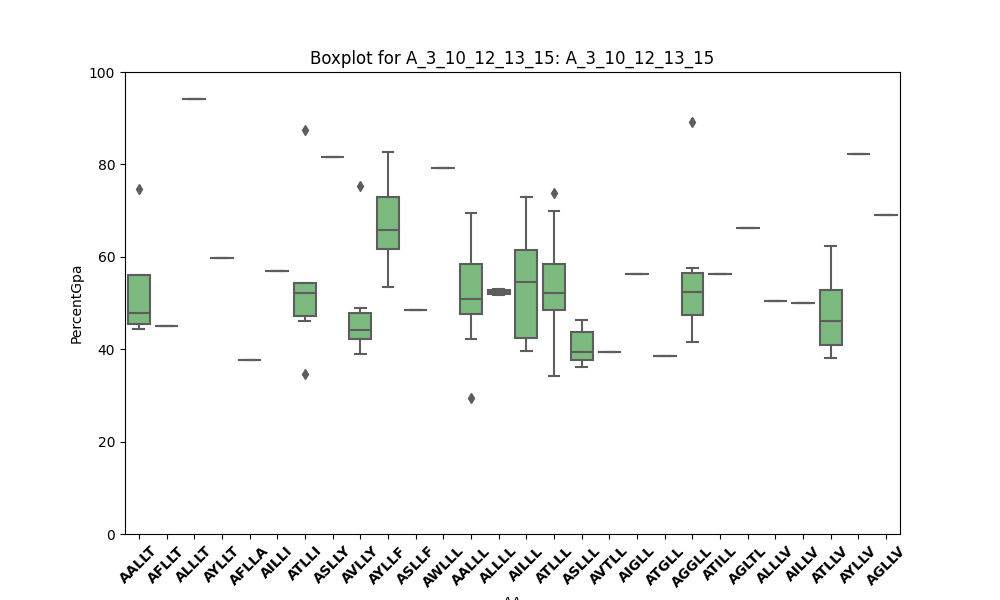 Boxplot for A_3_10_12_13_15: A_3_10_12_13_15
100
80
60
40
20
0
PercentGpa
AALLT
AFLLT
ALLLT
AYLLT
AFLLA
AILLI
ATLLI
ASLLY
AVLLY
AYLLF
ASLLF
AWLLL
AALLL
ALLLL
AILLL
ATLLL
ASLLL
AVTLL
AIGLL
ATGLL
AGGLL
ATILL
AGLTL
ALLLV
AILLV
ATLLV
AYLLV
AGLLV